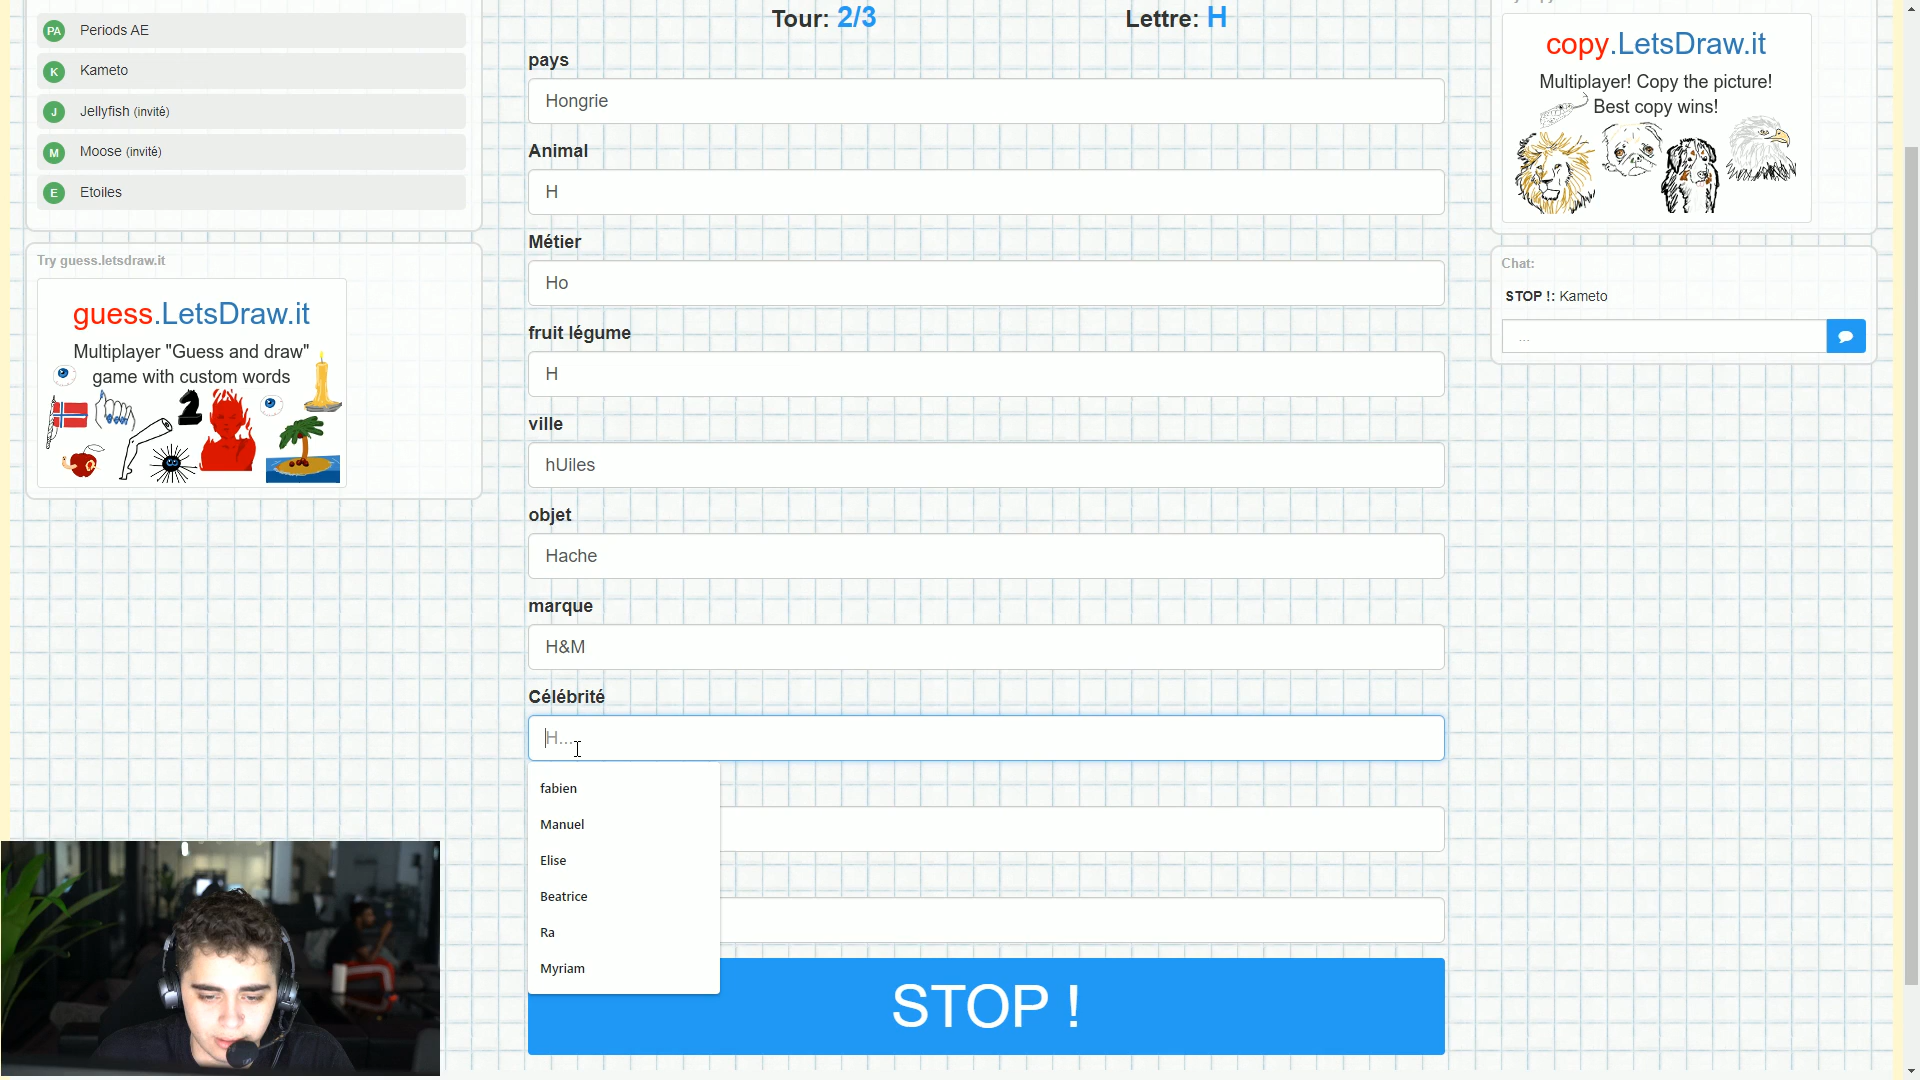 PA Periods AE
K Kameto
J Jellyfish (invité)
M Moose (invité)
E Etoiles
Try guess.letsdraw.it
guess.LetsDraw.it
Multiplayer "Guess and draw"
game with custom words
Tour: 2/3
Lettre: H
pays
Hongrie
Animal
H
Métier
Ho
fruit légume
H
ville
hUiles
objet
Hache
marque
H&M
Célébrité
H...
fabien
Manuel
Elise
Beatrice
Ra
Myriam
STOP !
copy.LetsDraw.it
Multiplayer! Copy the picture!
Best copy wins!
Chat:
STOP !: Kameto
...